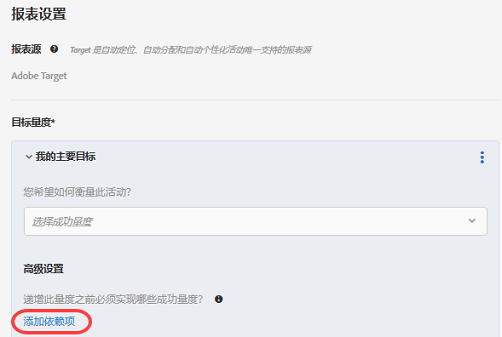 报表设置
报表源 Target 是自动定位、自动分配和自动个性化活动唯一支持的报表源
Adobe Target
目标量度*
我的主要目标
您希望如何衡量此活动?
选择成功量度
高级设置
递增此量度之前必须实现哪些成功量度?
添加依赖项